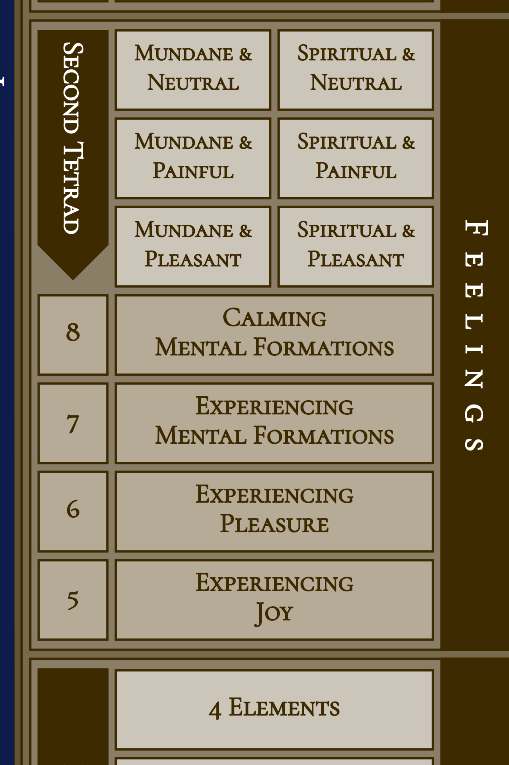 SECOND TETRAD
MUNDANE &
NEUTRAL
SPIRITUAL &
NEUTRAL
MUNDANE &
PAINFUL
SPIRITUAL &
PAINFUL
MUNDANE &
PLEASANT
SPIRITUAL &
PLEASANT
8
CALMING
MENTAL FORMATIONS
7
EXPERIENCING
MENTAL FORMATIONS
6
EXPERIENCING
PLEASURE
5
EXPERIENCING
JOY
FEELINGS
4 ELEMENTS